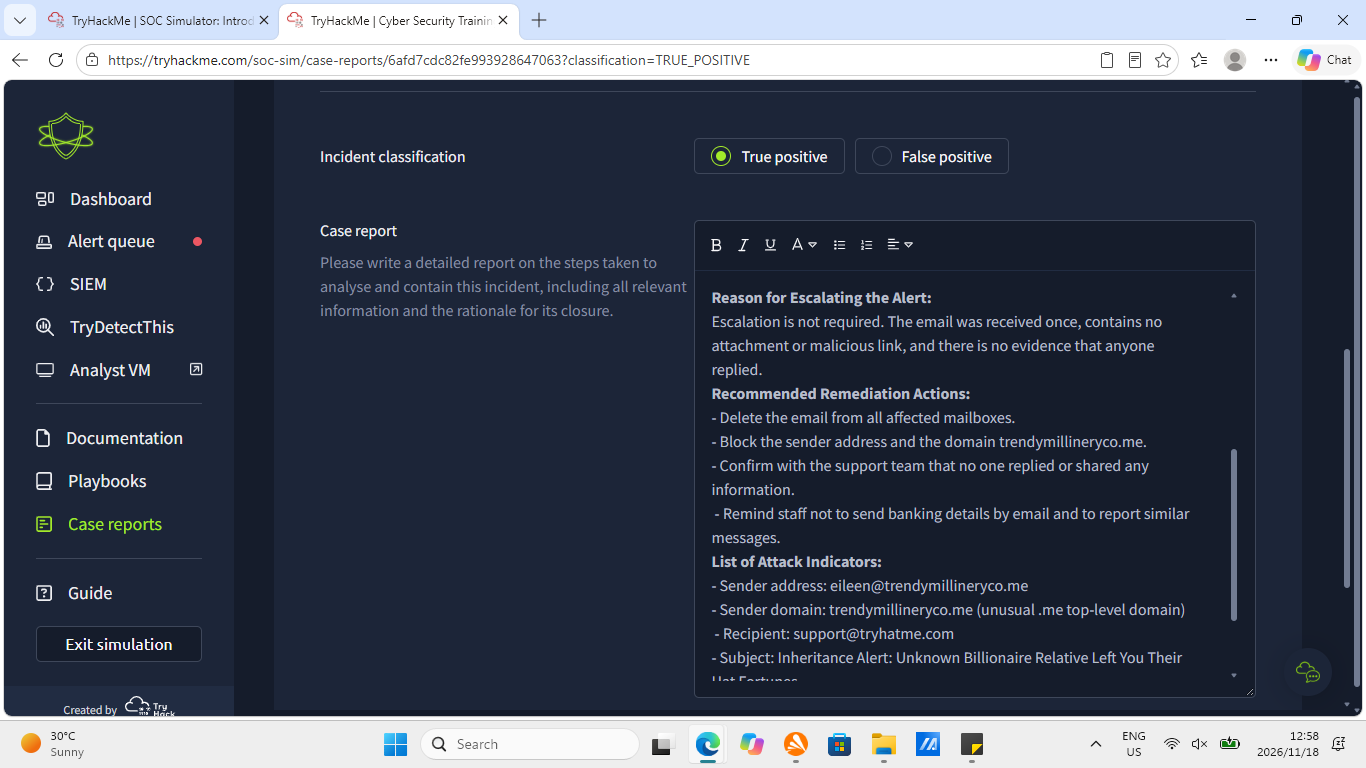 TryHackMe | SOC Simulator: Introd
TryHackMe | Cyber Security Trainin
https://tryhackme.com/soc-sim/case-reports/6afd7cdc82fe993928647063?classification=TRUE_POSITIVE
Chat
Dashboard
Alert queue
SIEM
TryDetectThis
Analyst VM
Documentation
Playbooks
Case reports
Guide
Exit simulation
Created by Try Hack Me
Incident classification
True positive
False positive
Case report
Please write a detailed report on the steps taken to
analyse and contain this incident, including all relevant
information and the rationale for its closure.
B I U A
Reason for Escalating the Alert:
Escalation is not required. The email was received once, contains no
attachment or malicious link, and there is no evidence that anyone
replied.
Recommended Remediation Actions:
- Delete the email from all affected mailboxes.
- Block the sender address and the domain trendymillineryco.me.
- Confirm with the support team that no one replied or shared any
information.
- Remind staff not to send banking details by email and to report similar
messages.
List of Attack Indicators:
- Sender address: eileen@trendymillineryco.me
- Sender domain: trendymillineryco.me (unusual .me top-level domain)
- Recipient: support@tryhatme.com
- Subject: Inheritance Alert: Unknown Billionaire Relative Left You Their
Hat Fortunes
30°C
Sunny
Search
ENG
US
12:58
2026/11/18